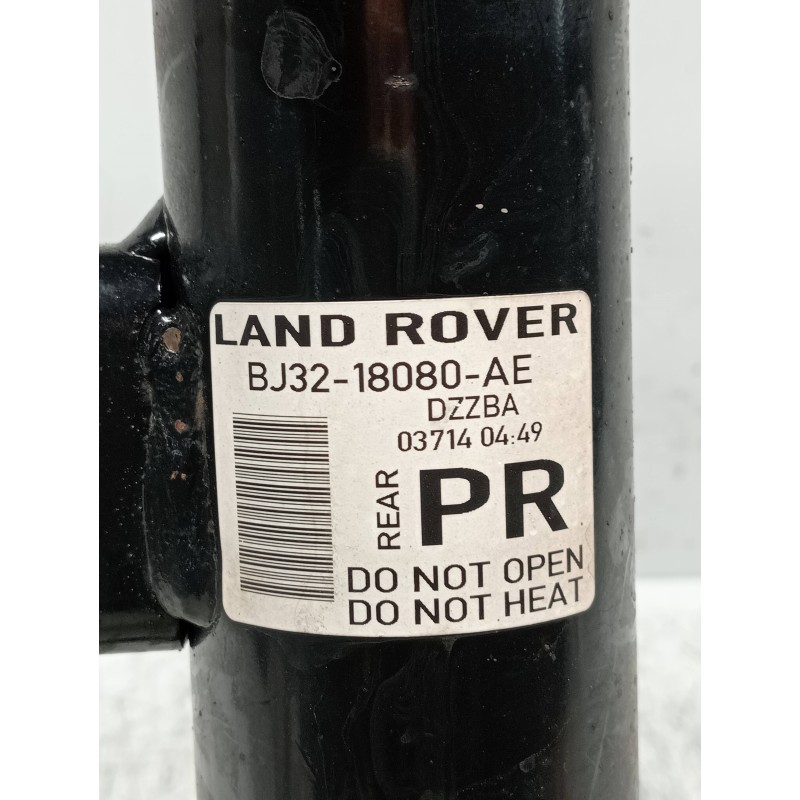 LAND ROVER
BJ32-18080-AE
DZZBA
03714 04:49
REAR
PR
DO NOT OPEN
DO NOT HEAT